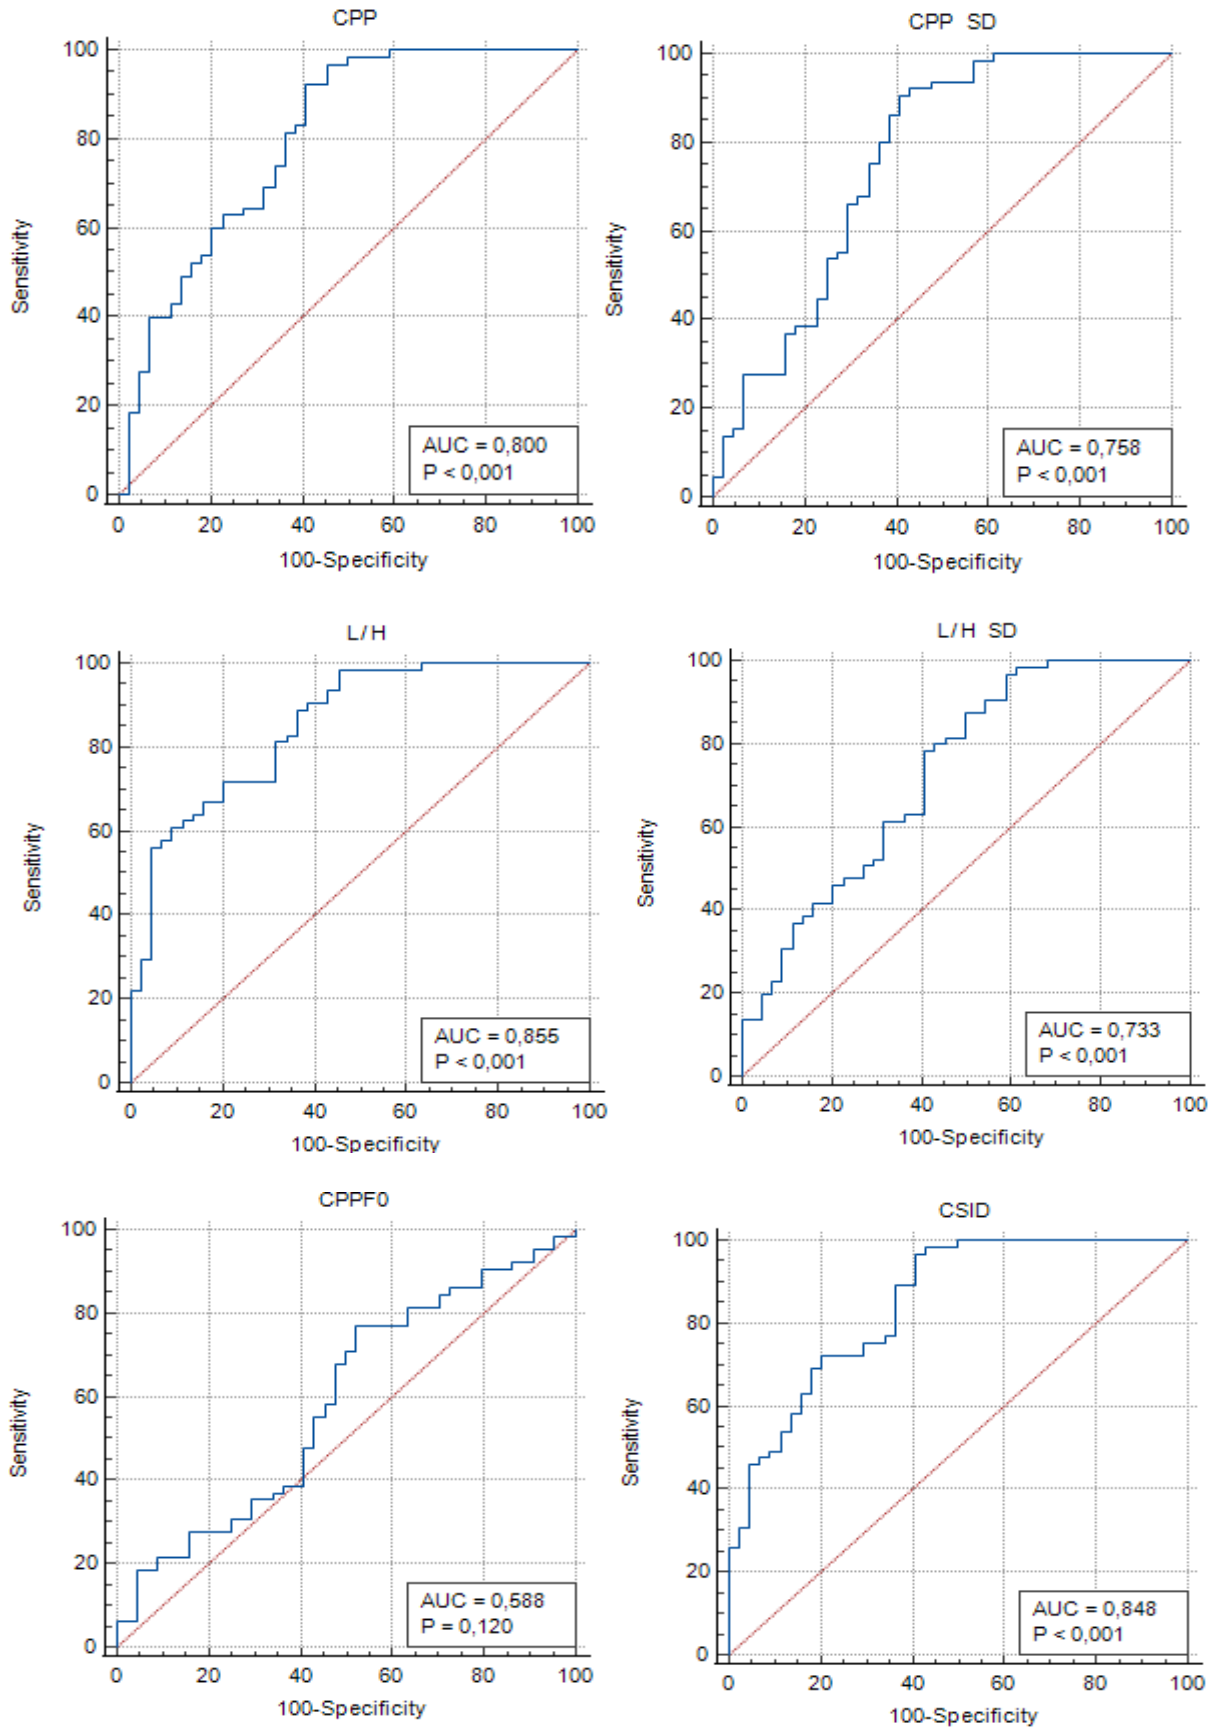 CPP
Sensitivity
100
80
60
40
20
0
AUC = 0,800
P < 0,001
0 20 40 60 80 100
100-Specificity
CPP SD
Sensitivity
100
80
60
40
20
0
AUC = 0,758
P < 0,001
0 20 40 60 80 100
100-Specificity
L/H
Sensitivity
100
80
60
40
20
0
AUC = 0,855
P < 0,001
0 20 40 60 80 100
100-Specificity
L/H SD
Sensitivity
100
80
60
40
20
0
AUC = 0,733
P < 0,001
0 20 40 60 80 100
100-Specificity
CPPF0
Sensitivity
100
80
60
40
20
0
AUC = 0,588
P = 0,120
0 20 40 60 80 100
100-Specificity
CSID
Sensitivity
100
80
60
40
20
0
AUC = 0,848
P < 0,001
0 20 40 60 80 100
100-Specificity